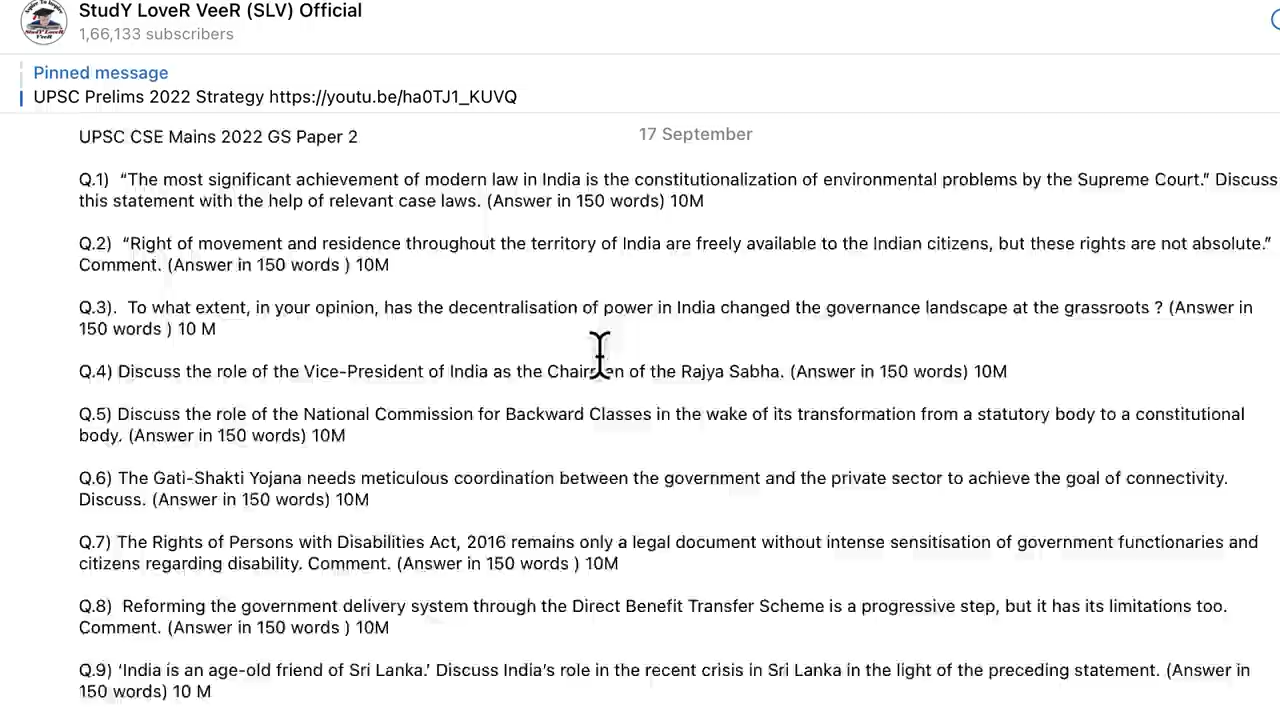 StudY LoveR VeeR (SLV) Official
1,66,133 subscribers
Pinned message
UPSC Prelims 2022 Strategy https://youtu.be/ha0TJ1_KUVQ
17 September
UPSC CSE Mains 2022 GS Paper 2
Q.1)  “The most significant achievement of modern law in India is the constitutionalization of environmental problems by the Supreme Court.” Discuss
this statement with the help of relevant case laws. (Answer in 150 words) 10M
Q.2)  “Right of movement and residence throughout the territory of India are freely available to the Indian citizens, but these rights are not absolute.”
Comment. (Answer in 150 words ) 10M
Q.3).  To what extent, in your opinion, has the decentralisation of power in India changed the governance landscape at the grassroots ? (Answer in
150 words ) 10 M
Q.4) Discuss the role of the Vice-President of India as the Chairman of the Rajya Sabha. (Answer in 150 words) 10M
Q.5) Discuss the role of the National Commission for Backward Classes in the wake of its transformation from a statutory body to a constitutional
body. (Answer in 150 words) 10M
Q.6) The Gati-Shakti Yojana needs meticulous coordination between the government and the private sector to achieve the goal of connectivity.
Discuss. (Answer in 150 words) 10M
Q.7) The Rights of Persons with Disabilities Act, 2016 remains only a legal document without intense sensitisation of government functionaries and
citizens regarding disability. Comment. (Answer in 150 words ) 10M
Q.8)  Reforming the government delivery system through the Direct Benefit Transfer Scheme is a progressive step, but it has its limitations too.
Comment. (Answer in 150 words ) 10M
Q.9) ‘India is an age-old friend of Sri Lanka.’ Discuss India’s role in the recent crisis in Sri Lanka in the light of the preceding statement. (Answer in
150 words) 10 M